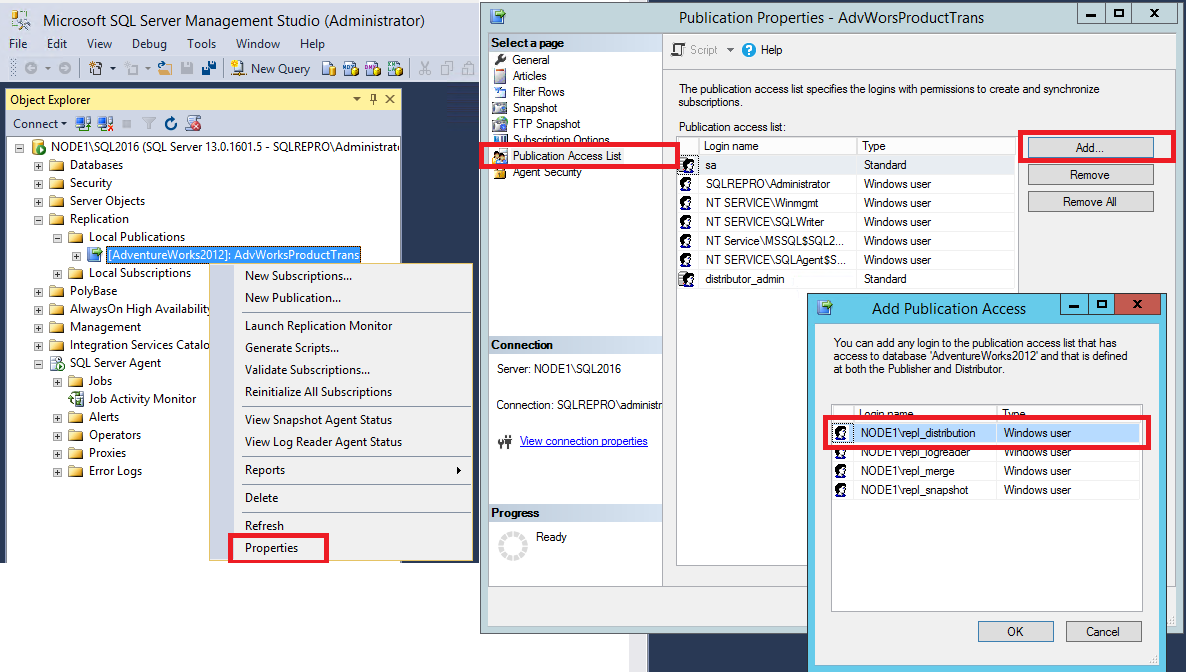 Microsoft SQL Server Management Studio (Administrator)
File Edit View Debug Tools Window Help
New Query
Object Explorer
Connect
NODE1\SQL2016 (SQL Server 13.0.1601.5 - SQLREPRO\Administrato
Databases
Security
Server Objects
Replication
Local Publications
[AdventureWorks2012]: AdvWorksProductTrans
Local Subscriptions
PolyBase
AlwaysOn High Availability
Management
Integration Services Catalo
SQL Server Agent
Jobs
Job Activity Monitor
Alerts
Operators
Proxies
Error Logs
New Subscriptions...
New Publication...
Launch Replication Monitor
Generate Scripts...
Validate Subscriptions...
Reinitialize All Subscriptions
View Snapshot Agent Status
View Log Reader Agent Status
Reports
Delete
Refresh
Properties
Publication Properties - AdvWorsProductTrans
Select a page
General
Articles
Filter Rows
Snapshot
FTP Snapshot
Subscription Options
Publication Access List
Agent Security
Connection
Server: NODE1\SQL2016
Connection: SQLREPRO\administr
View connection properties
Progress
Ready
Script Help
The publication access list specifies the logins with permissions to create and synchronize
subscriptions.
Publication access list:
Login name Type
sa Standard
SQLREPRO\Administrator Windows user
NT SERVICE\Winmgmt Windows user
NT SERVICE\SQLWriter Windows user
NT Service\MSSQL$SQL2... Windows user
NT SERVICE\SQLAgent$S... Windows user
distributor_admin Standard
Add...
Remove
Remove All
Add Publication Access
You can add any login to the publication access list that has
access to database 'AdventureWorks2012' and that is defined
at both the Publisher and Distributor.
Login name Type
NODE1\repl_distribution Windows user
NODE1\repl_logreader Windows user
NODE1\repl_merge Windows user
NODE1\repl_snapshot Windows user
OK Cancel